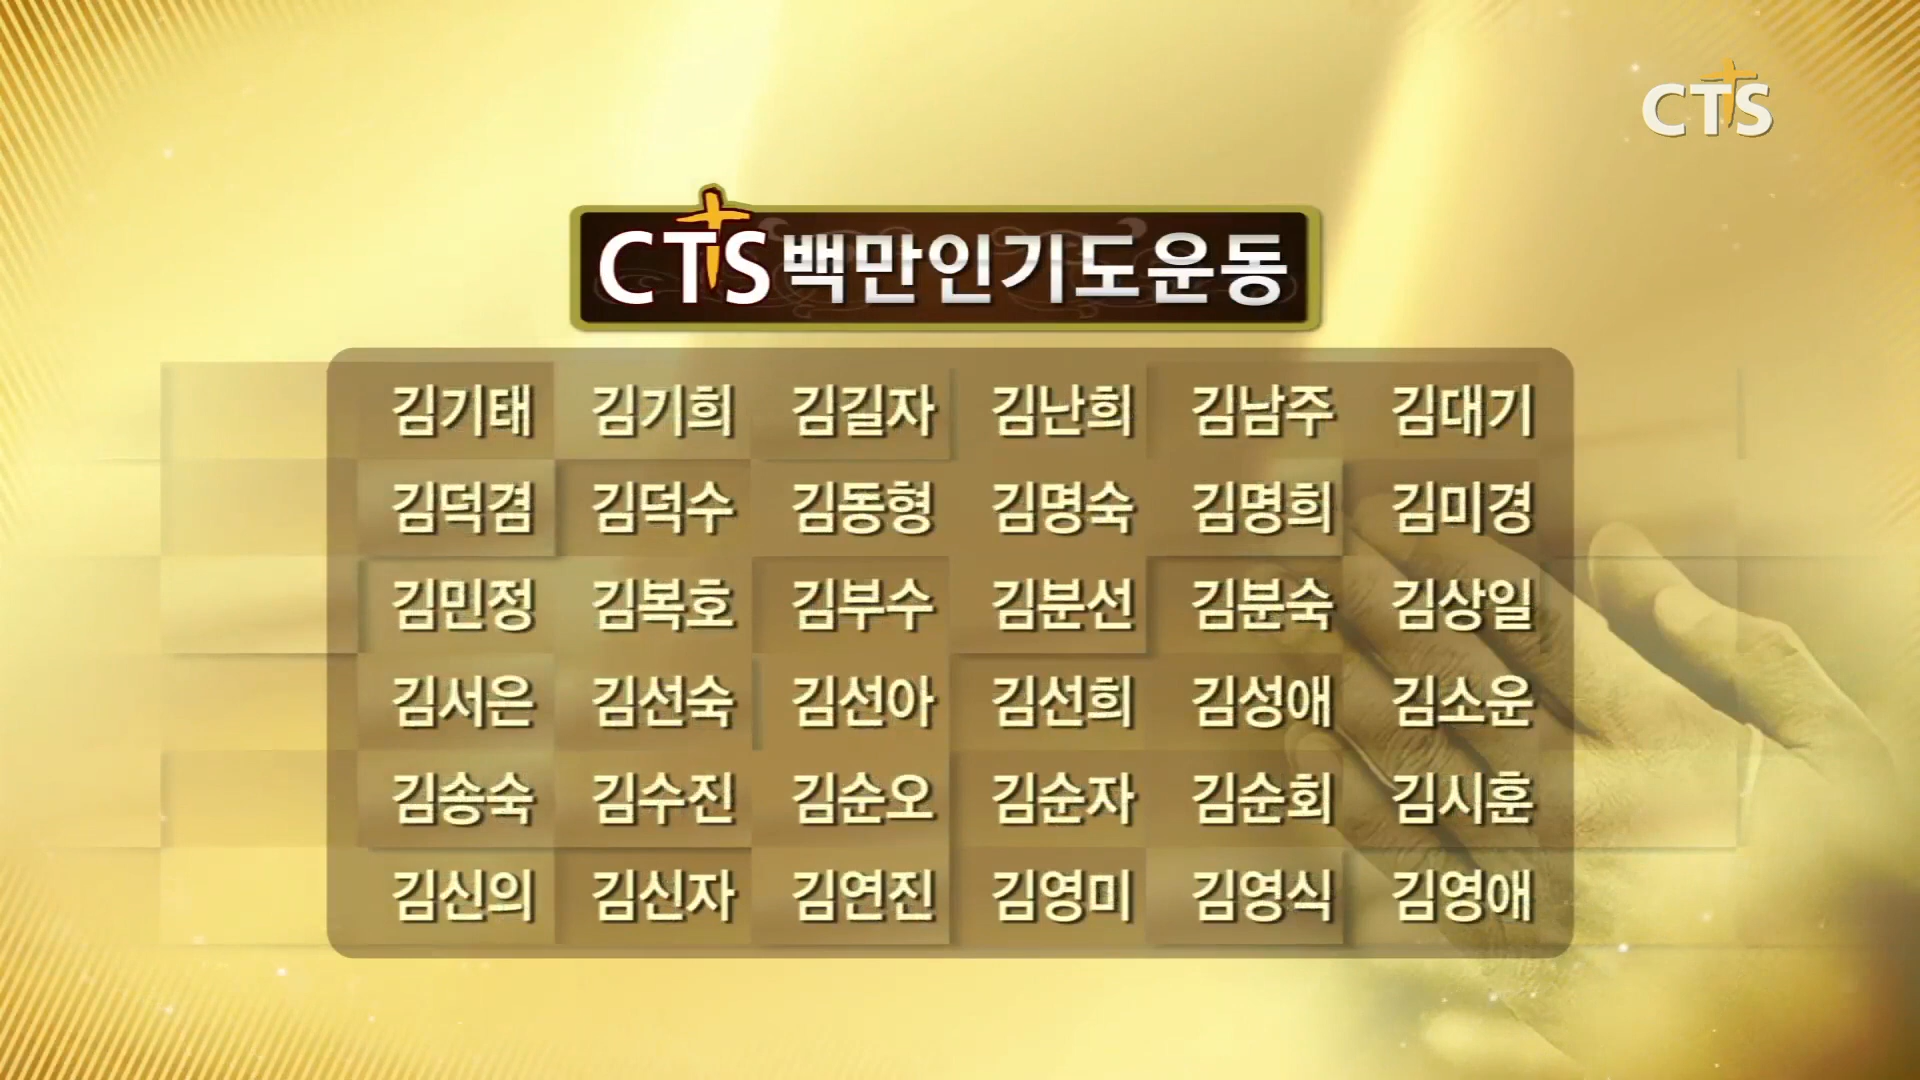 CTS
CTS백만인기도운동
김기태 김기희 김길자 김난희 김남주 김대기
김덕겸 김덕수 김동형 김명숙 김명희 김미경
김민정 김복호 김부수 김분선 김분숙 김상일
김서은 김선숙 김선아 김선희 김성애 김소운
김송숙 김수진 김순오 김순자 김순회 김시훈
김신의 김신자 김연진 김영미 김영식 김영애